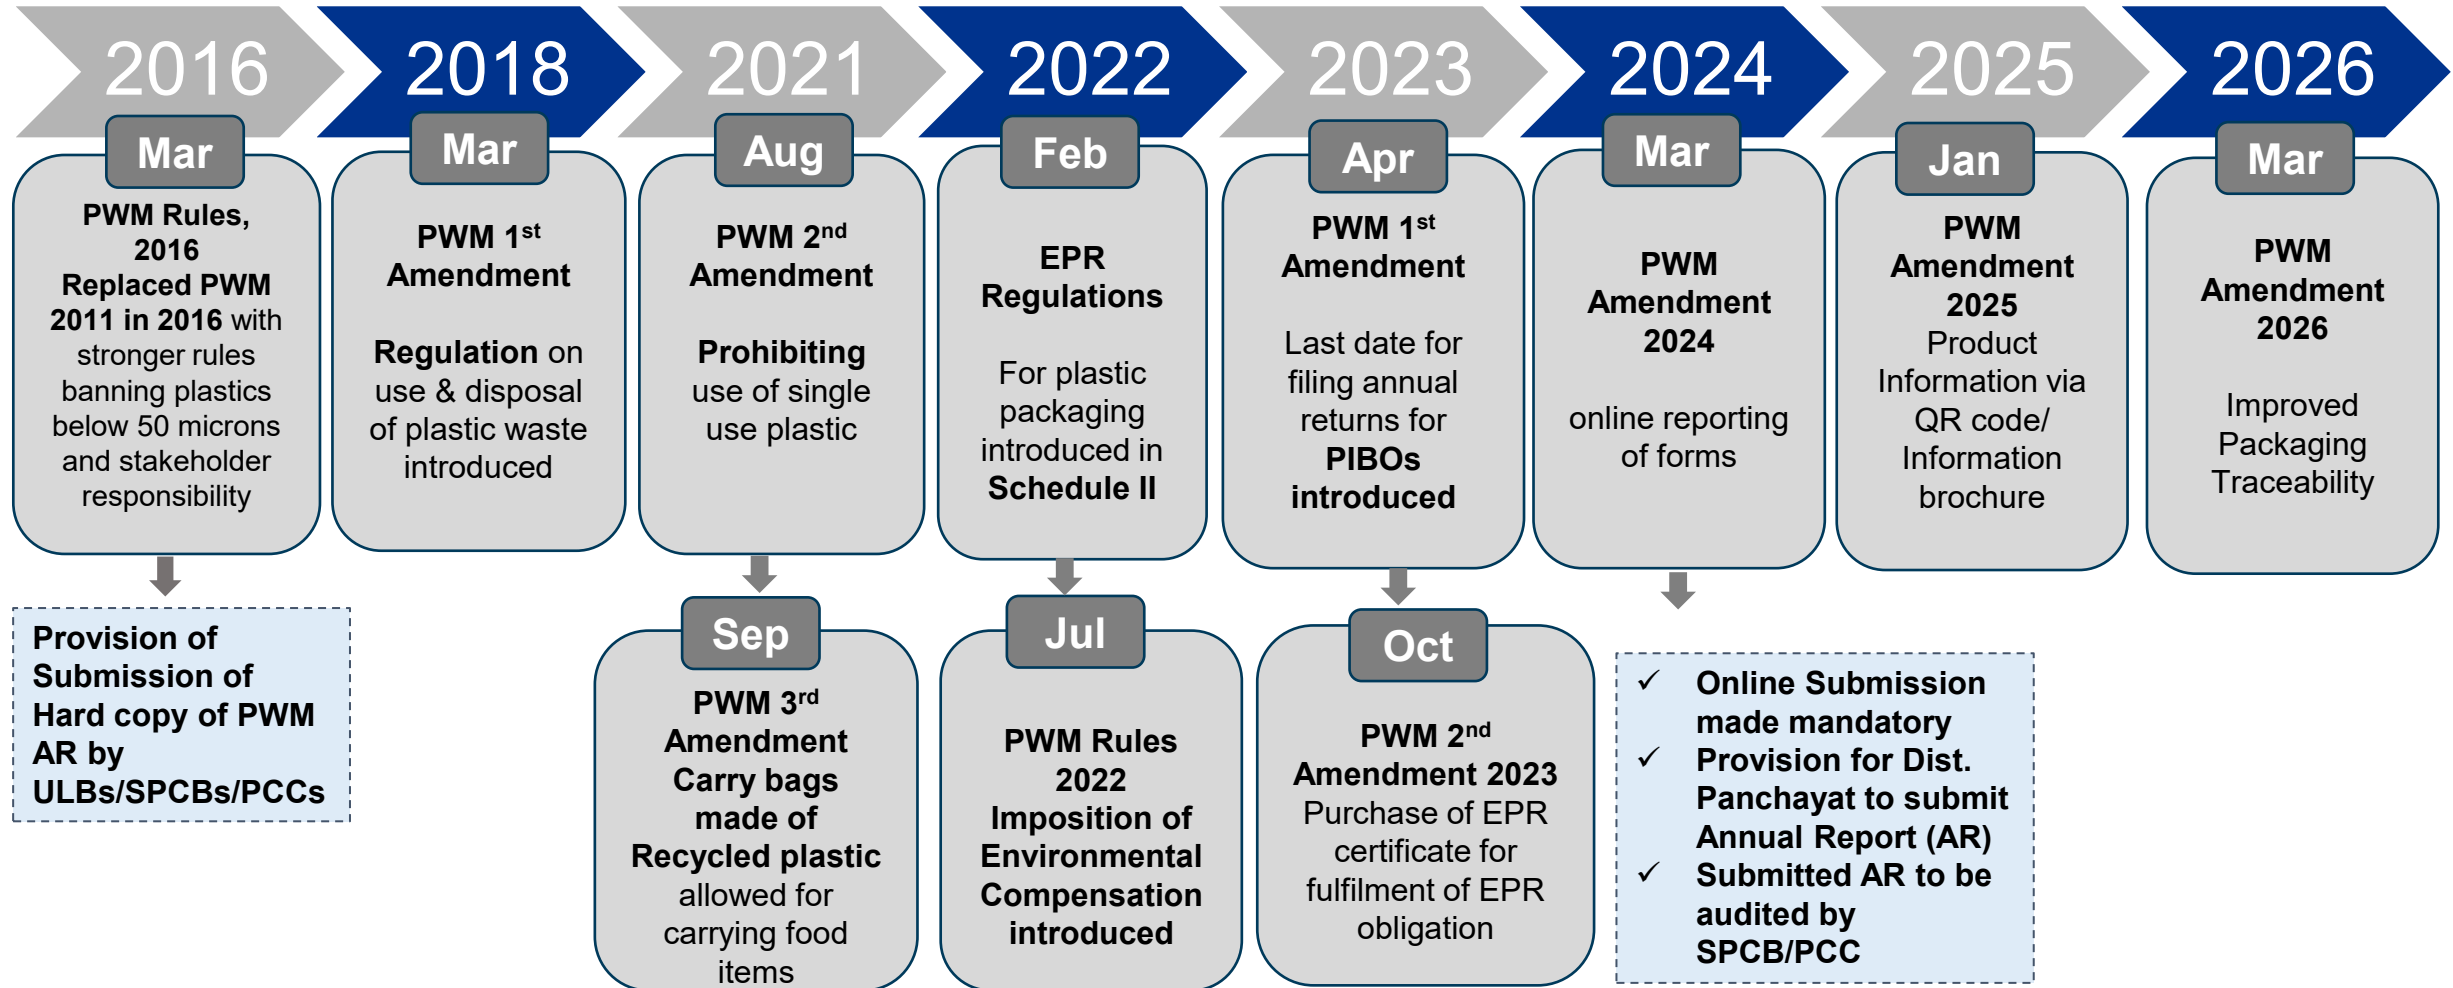 2016
2018
2021
2022
2023
2024
2025
2026
Mar
PWM Rules,
2016
Replaced PWM
2011 in 2016 with
stronger rules
banning plastics
below 50 microns
and stakeholder
responsibility
Provision of
Submission of
Hard copy of PWM
AR by
ULBs/SPCBs/PCCs
Mar
PWM 1st
Amendment
Regulation on
use & disposal
of plastic waste
introduced
Aug
PWM 2nd
Amendment
Prohibiting
use of single
use plastic
Sep
PWM 3rd
Amendment
Carry bags
made of
Recycled plastic
allowed for
carrying food
items
Feb
EPR
Regulations
For plastic
packaging
introduced in
Schedule II
Jul
PWM Rules
2022
Imposition of
Environmental
Compensation
introduced
Apr
PWM 1st
Amendment
Last date for
filing annual
returns for
PIBOs
introduced
Oct
PWM 2nd
Amendment 2023
Purchase of EPR
certificate for
fulfilment of EPR
obligation
Mar
PWM
Amendment
2024
online reporting
of forms
✓ Online Submission
made mandatory
✓ Provision for Dist.
Panchayat to submit
Annual Report (AR)
✓ Submitted AR to be
audited by
SPCB/PCC
Jan
PWM
Amendment
2025
Product
Information via
QR code/
Information
brochure
Mar
PWM
Amendment
2026
Improved
Packaging
Traceability